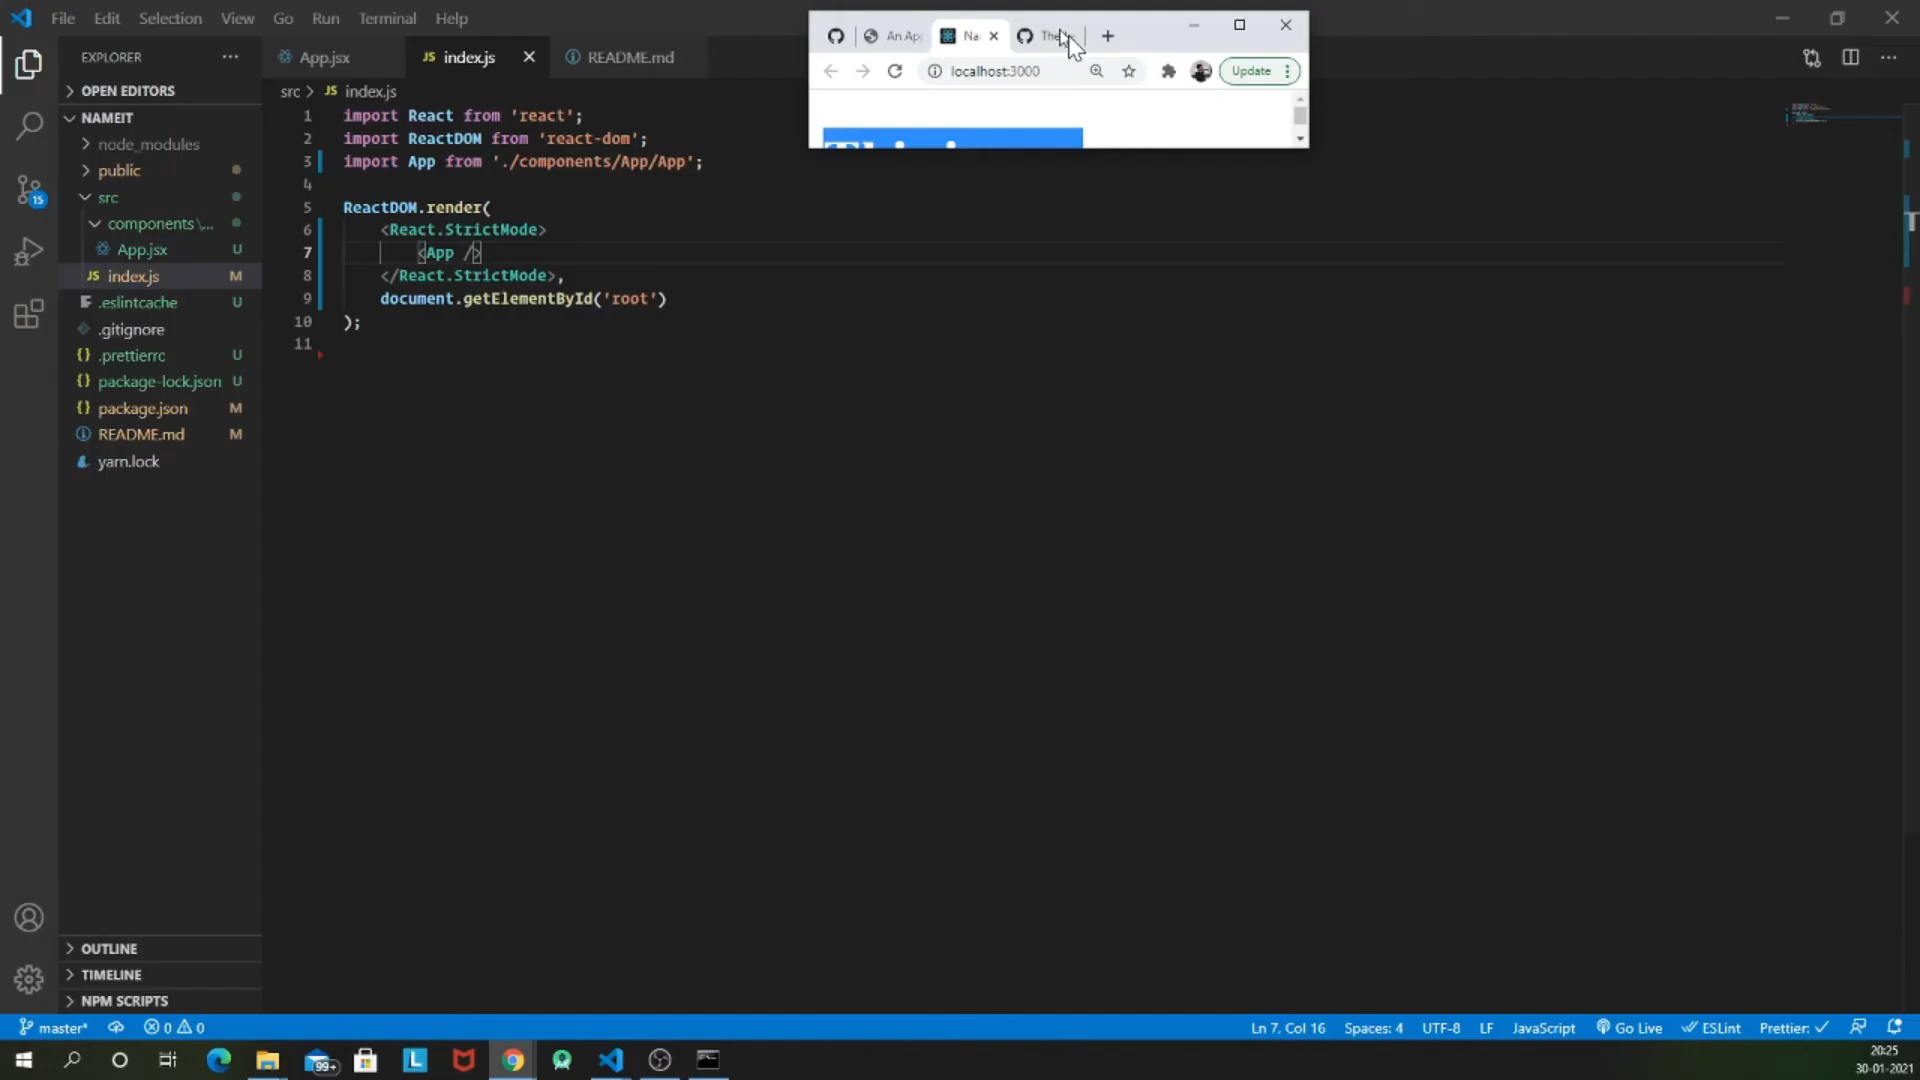 File Edit Selection View Go Run Terminal Help
EXPLORER
App.jsx
JS index.js
README.md
OPEN EDITORS
src > JS index.js
NAMEIT
node_modules
public
src
components\...
App.jsx U
JS index.js M
.eslintcache U
.gitignore
{} .prettierrc U
{} package-lock.json U
{} package.json M
README.md M
yarn.lock
15
1 import React from 'react';
2 import ReactDOM from 'react-dom';
3 import App from './components/App/App';
4
5 ReactDOM.render(
6 <React.StrictMode>
7 <App />
8 </React.StrictMode>,
9 document.getElementById('root')
10 );
11
An Ap
Na
localhost:3000
Update
OUTLINE
TIMELINE
NPM SCRIPTS
master*
0 0
Ln 7, Col 16 Spaces: 4 UTF-8 LF JavaScript Go Live ESLint Prettier:
99+
L
20:25
30-01-2021